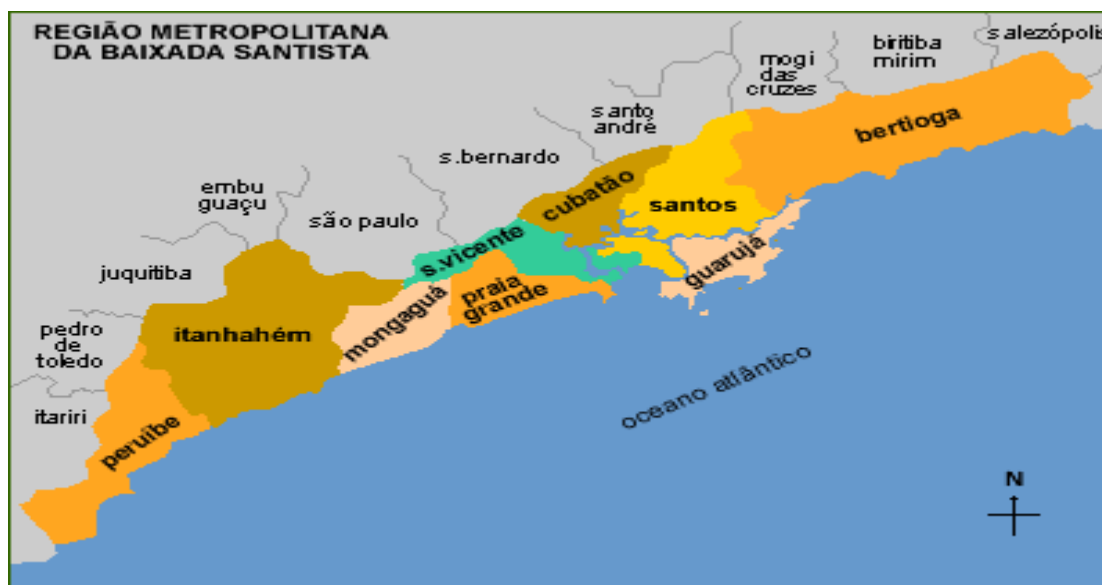 REGIÃO METROPOLITANA
DA BAIXADA SANTISTA
mogi
das
cruzes
biritiba
mirim
salezópolis
santo
andré
bertioga
s.bernardo
cubatão
embu
guaçu
são paulo
santos
s.vicente
guarujá
juquitiba
praia
grande
mongaguá
itanhahém
pedro
de
toledo
oceano atlântico
itariri
peruíbe
N